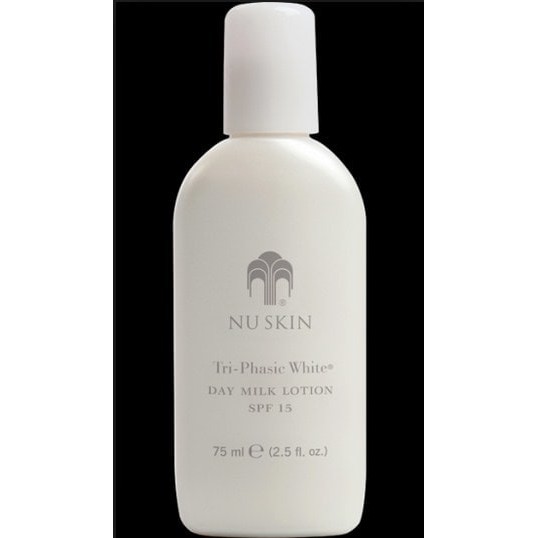 ®
NU SKIN
Tri-Phasic White®
DAY MILK LOTION
SPF 15
75 ml ℮ (2.5 fl. oz.)